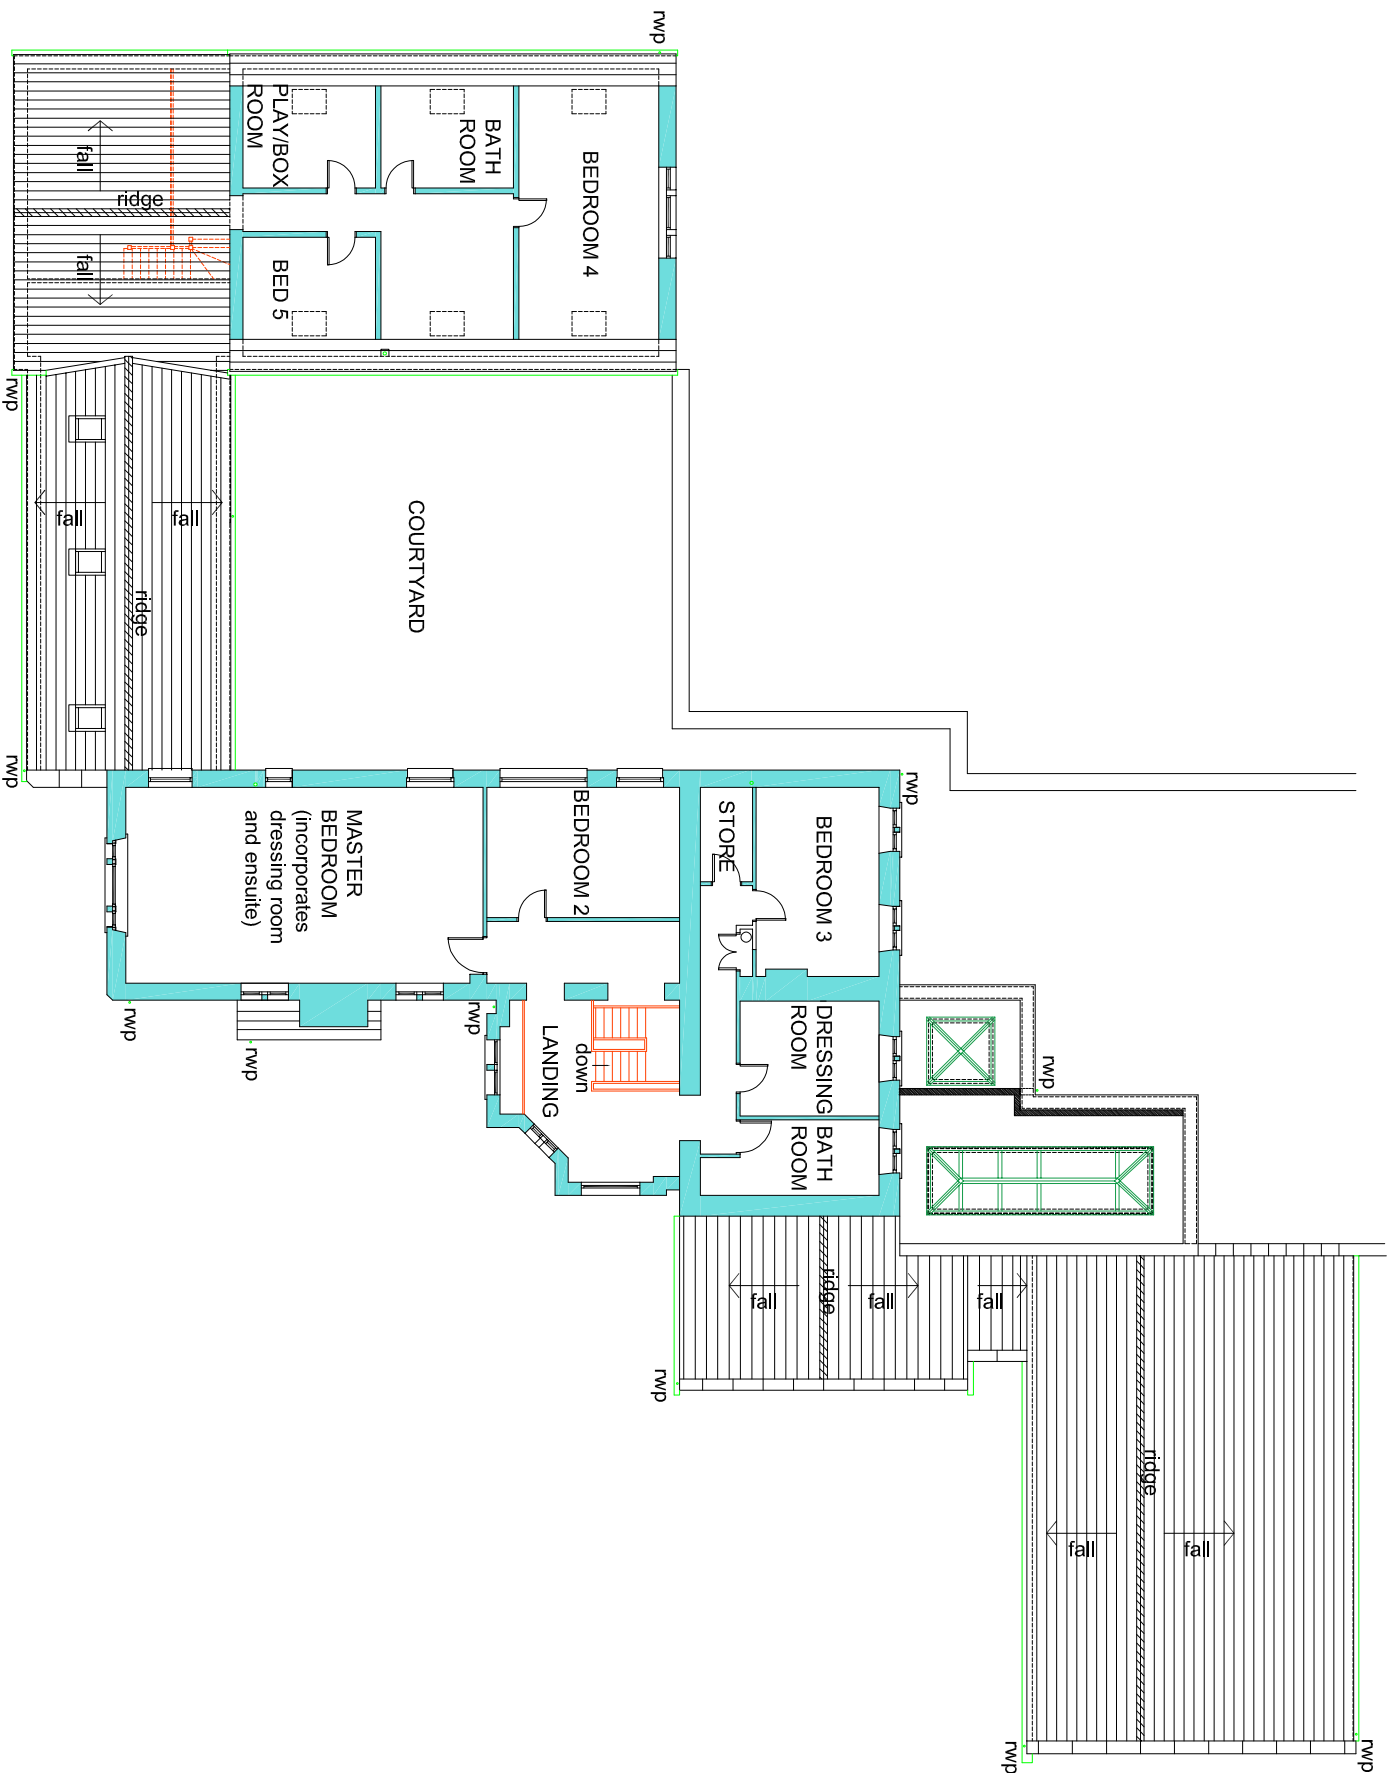 rwp
PLAY/BOX
ROOM
BATH
ROOM
BEDROOM 4
fall
ridge
fall
BED 5
rwp
COURTYARD
fall
fall
ridge
rwp
rwp
MASTER
BEDROOM
(incorporates
dressing room
and ensuite)
BEDROOM 2
STORE
BEDROOM 3
rwp
rwp
rwp
LANDING
down
DRESSING
ROOM
BATH
ROOM
rwp
fall
ridge
fall
fall
rwp
ridge
fall
fall
rwp
rwp